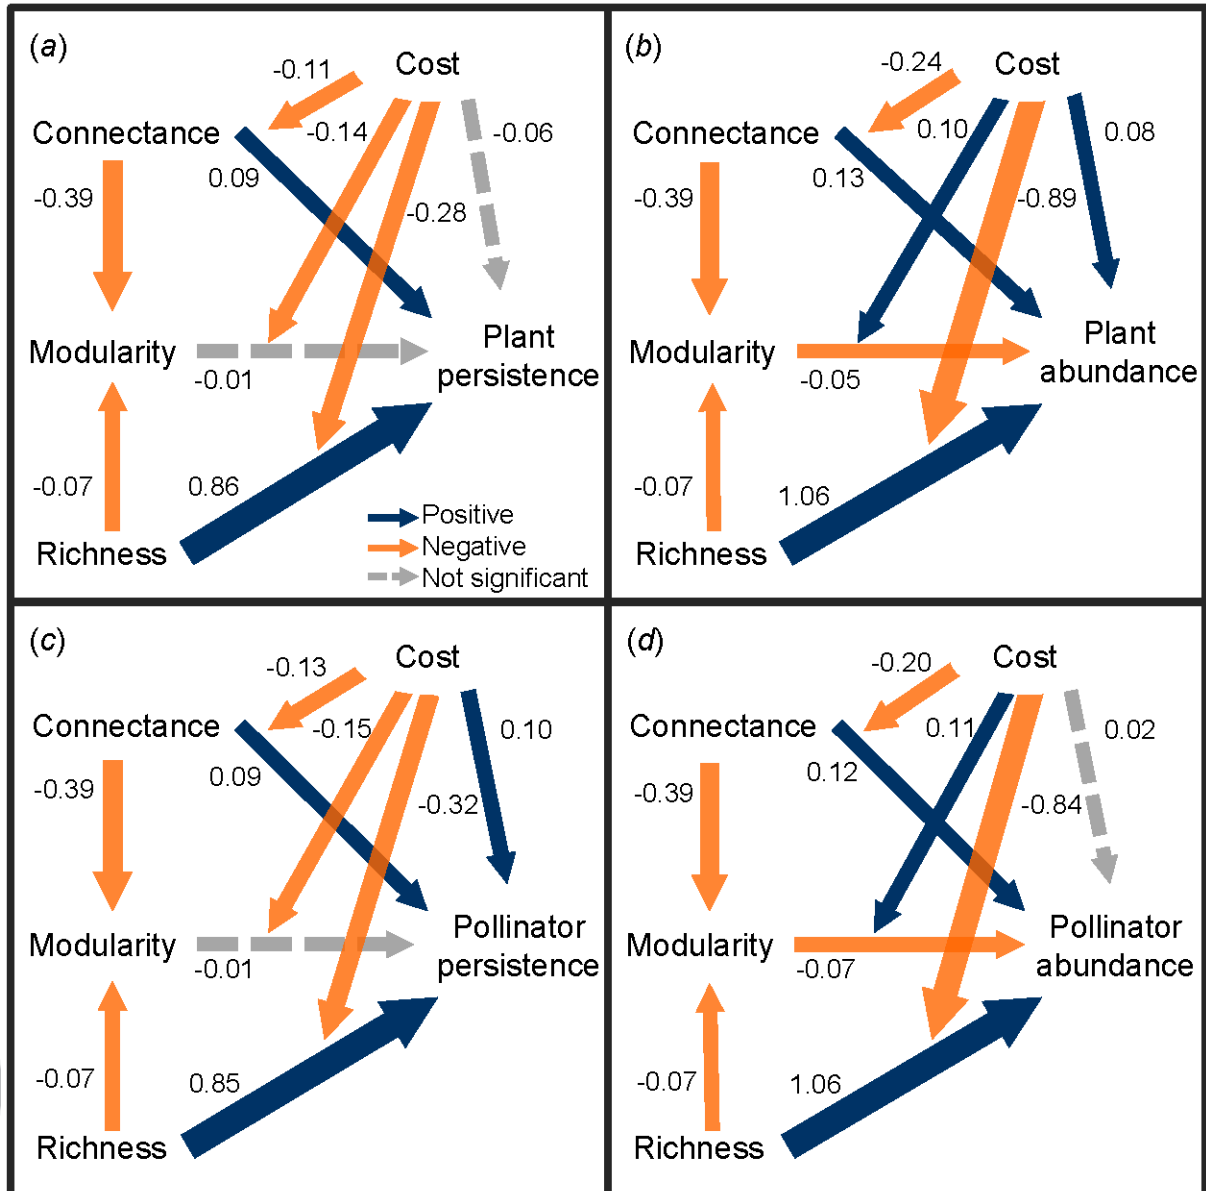 (a)
Cost
-0.11
Connectance
-0.14
-0.06
0.09
-0.39
-0.28
Modularity
-0.01
Plant
persistence
-0.07
0.86
Richness
Positive
Negative
Not significant
(b)
Cost
-0.24
Connectance
0.10
0.08
0.13
-0.39
-0.89
Modularity
-0.05
Plant
abundance
-0.07
1.06
Richness
(c)
Cost
-0.13
Connectance
-0.15
0.10
0.09
-0.39
-0.32
Modularity
-0.01
Pollinator
persistence
-0.07
0.85
Richness
(d)
Cost
-0.20
Connectance
0.11
0.02
0.12
-0.39
-0.84
Modularity
-0.07
Pollinator
abundance
-0.07
1.06
Richness